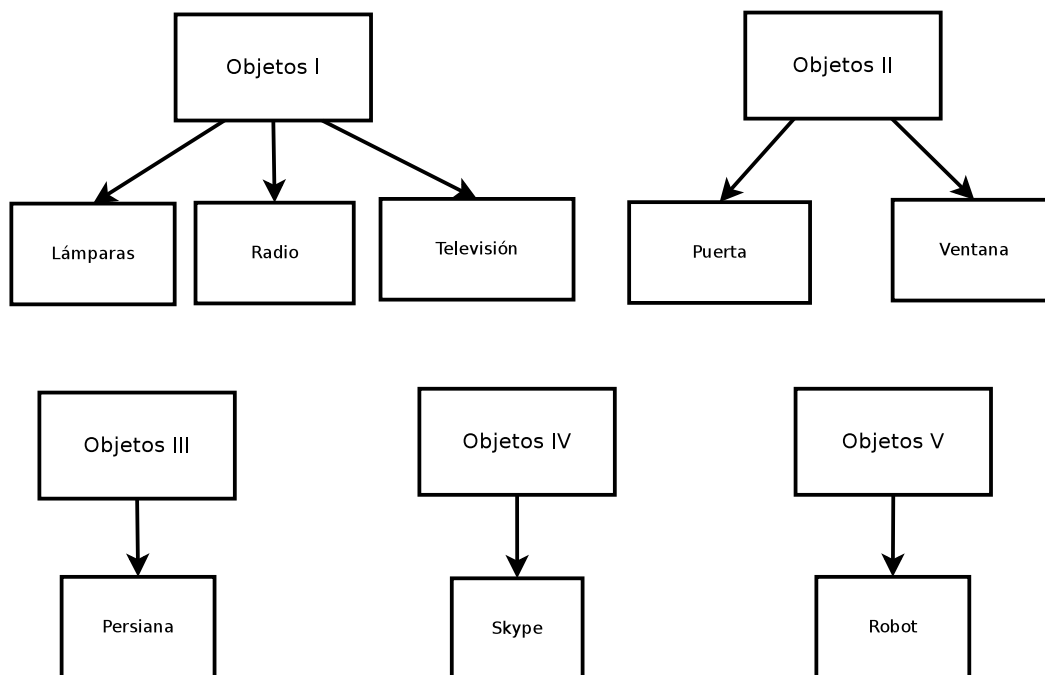 Objetos I
Objetos II
Lámparas
Radio
Televisión
Puerta
Ventana
Objetos III
Objetos IV
Objetos V
Persiana
Skype
Robot